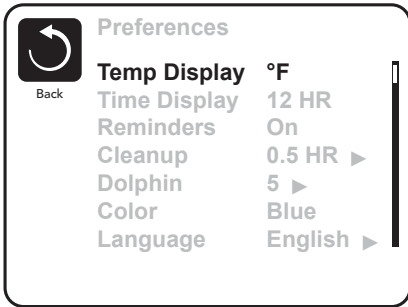 Preferences
Back
Temp Display °F
Time Display 12 HR
Reminders On
Cleanup 0.5 HR ▶
Dolphin 5 ▶
Color Blue
Language English ▶